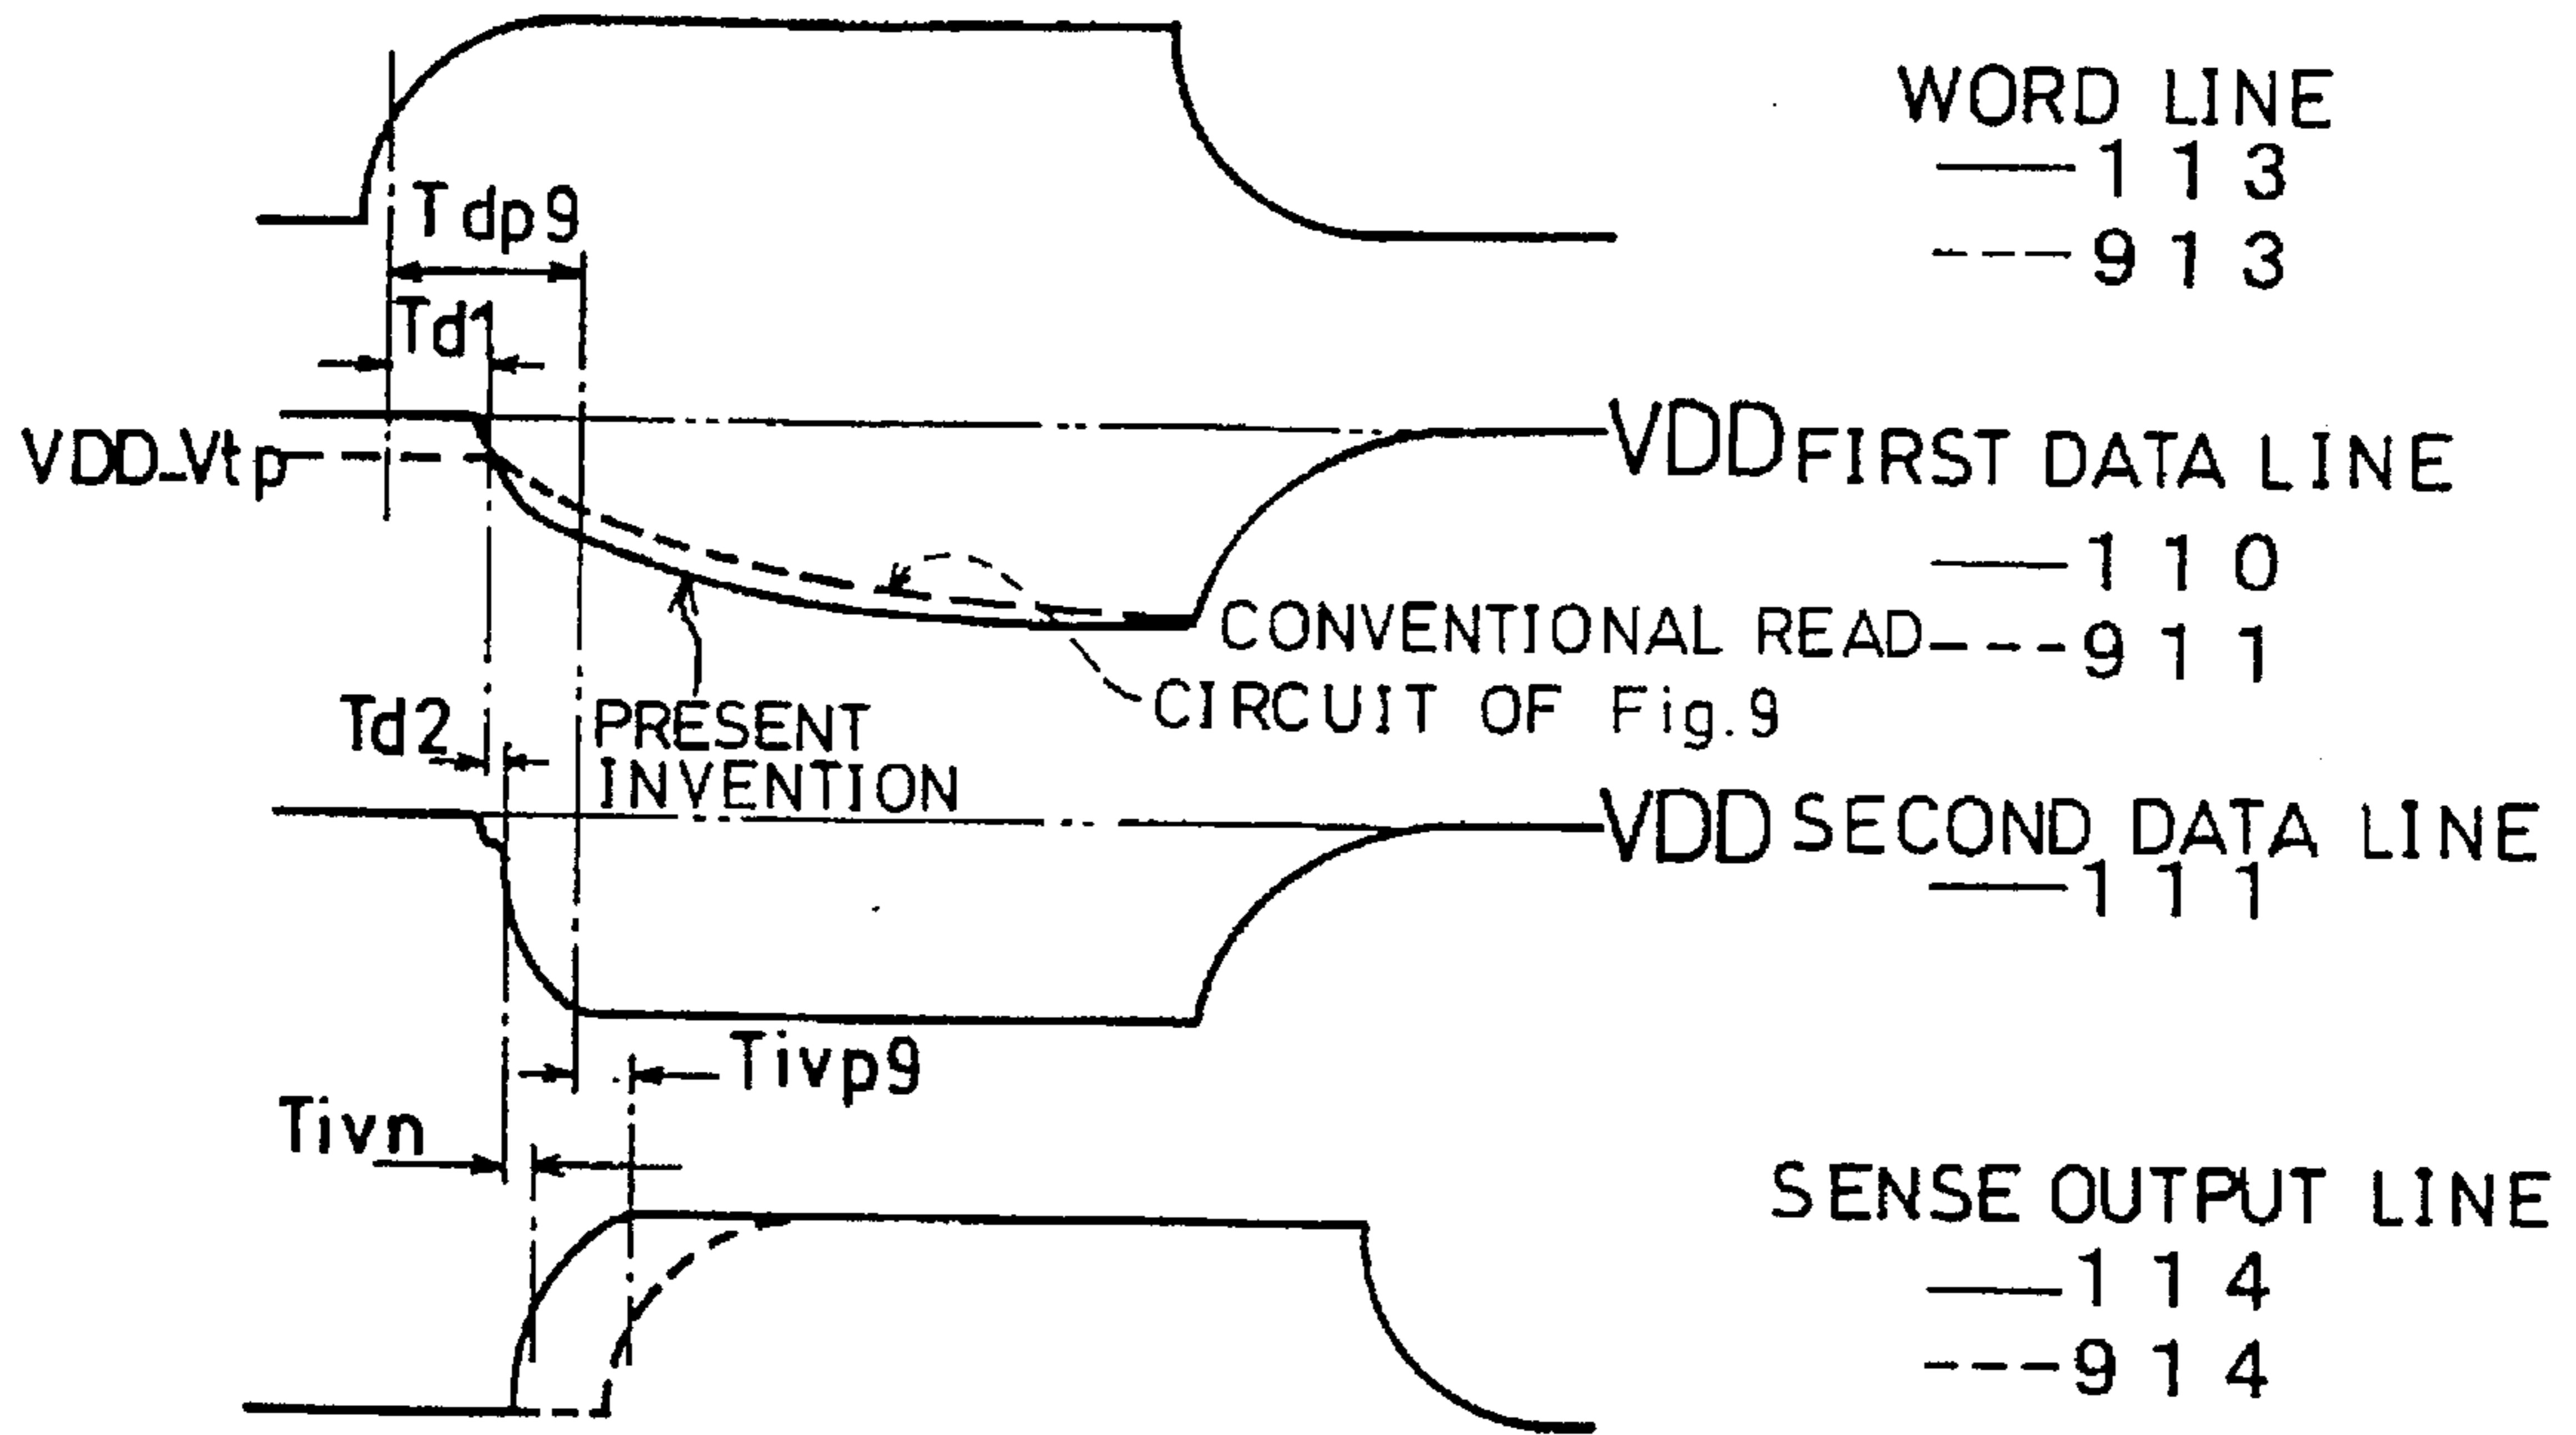 WORD LINE
113
913
Tdp9
Td1
VDD-Vtp
VDD FIRST DATA LINE
110
CONVENTIONAL READ
911
CIRCUIT OF Fig.9
Td2
PRESENT
INVENTION
VDD SECOND DATA LINE
111
Tivp9
Tivn
SENSE OUTPUT LINE
114
914